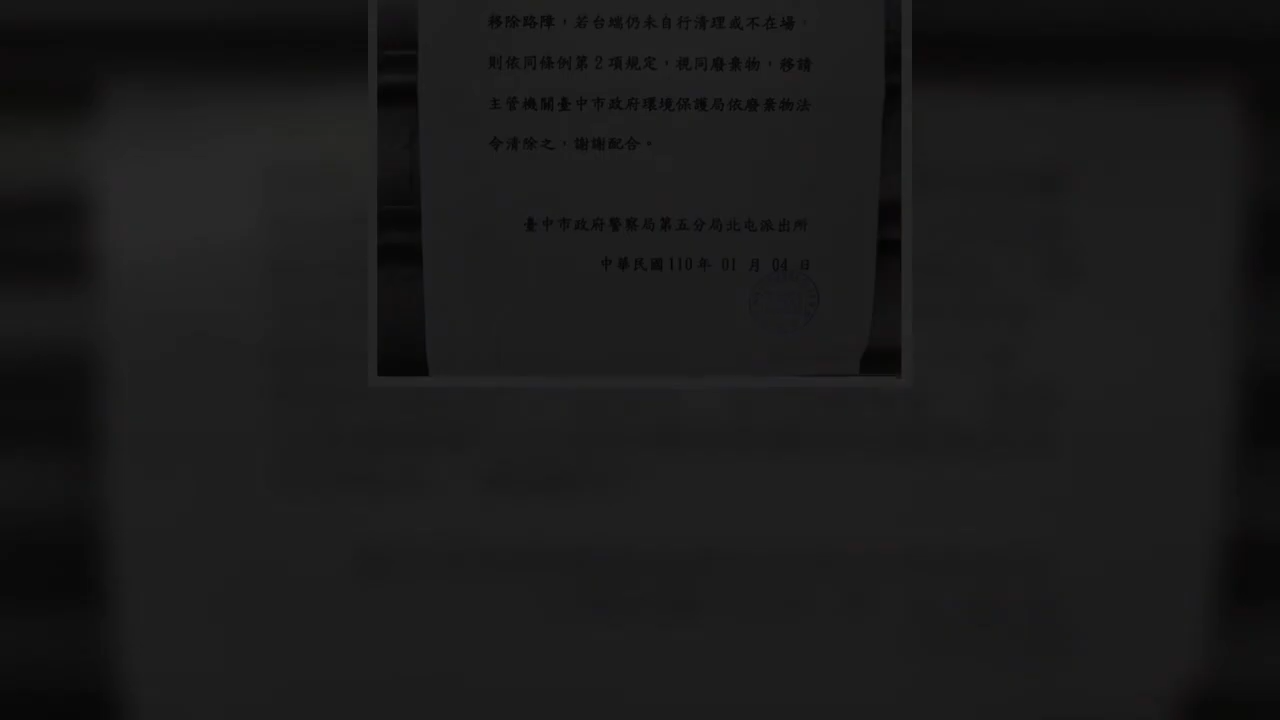 移除路障，若台端仍未自行清理或不在場，
則依同條例第2項規定，視同廢棄物，移請
主管機關臺中市政府環境保護局依廢棄物法
令清除之，謝謝配合。
臺中市政府警察局第五分局北屯派出所
中華民國110年 01 月 04 日